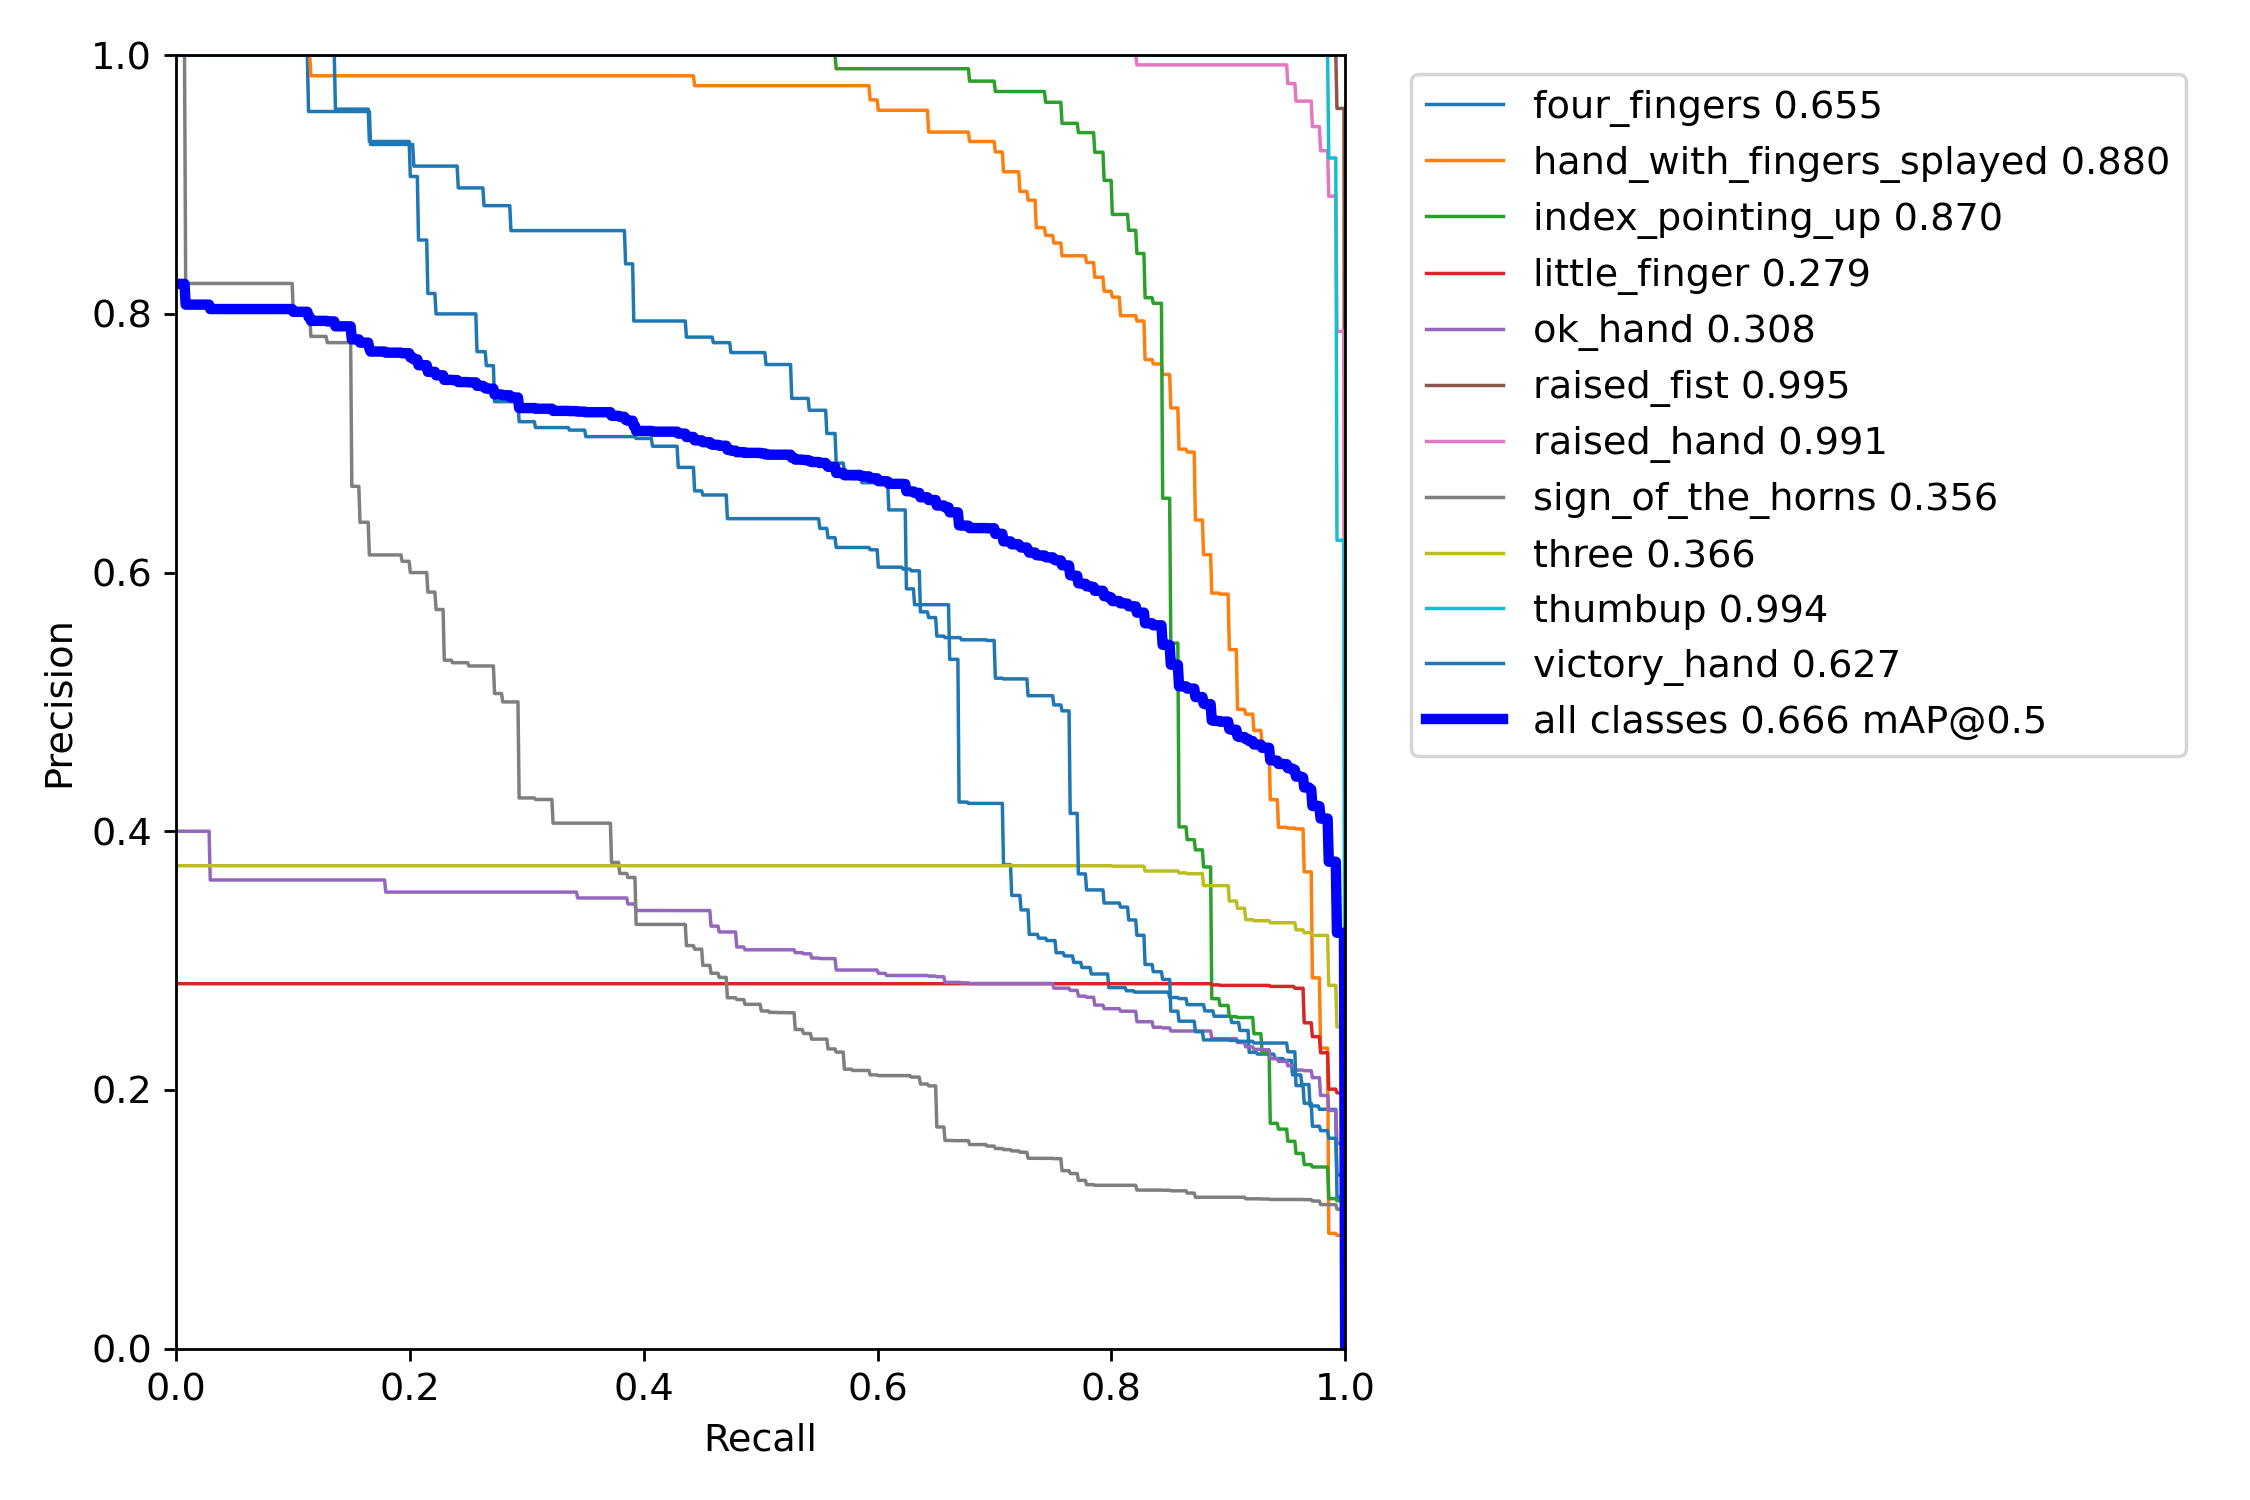 1.0
0.8
0.6
0.4
0.2
0.0
Precision
0.0 0.2 0.4 0.6 0.8 1.0
Recall
four_fingers 0.655
hand_with_fingers_splayed 0.880
index_pointing_up 0.870
little_finger 0.279
ok_hand 0.308
raised_fist 0.995
raised_hand 0.991
sign_of_the_horns 0.356
three 0.366
thumbup 0.994
victory_hand 0.627
all classes 0.666 mAP@0.5